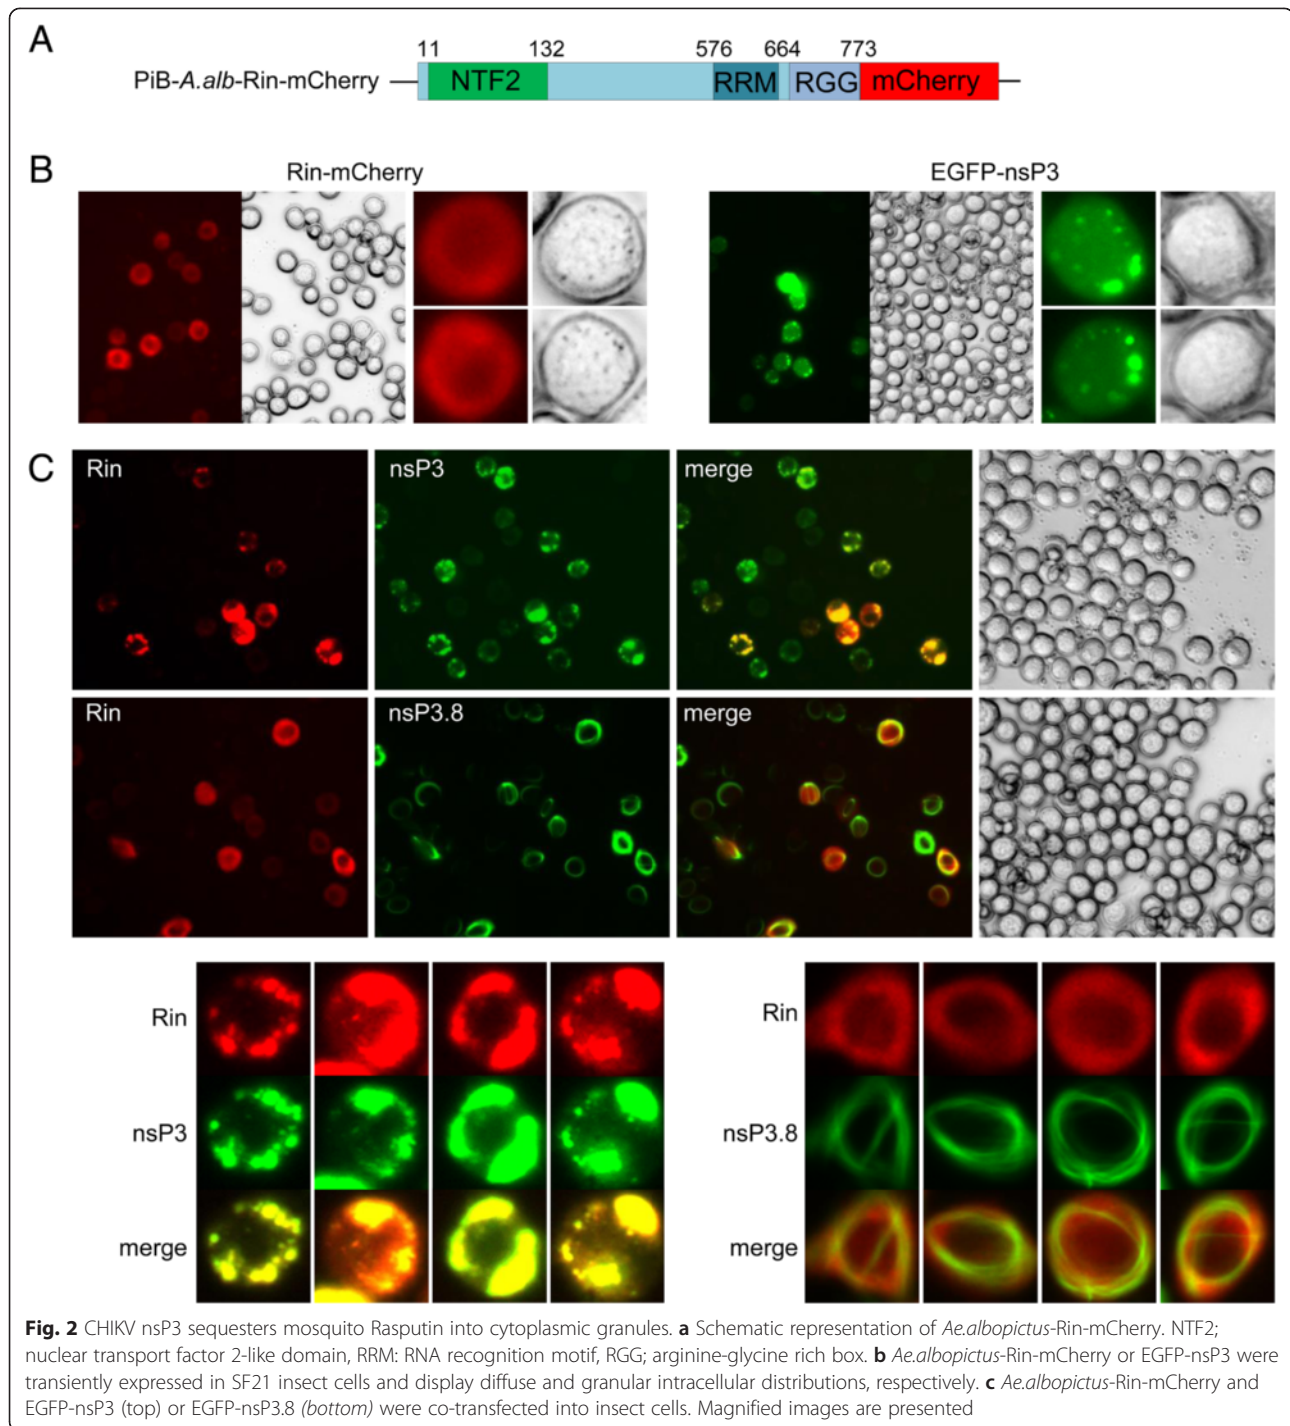 A
11 132 576 664 773
PiB-A.alb-Rin-mCherry NTF2 RRM RGG mCherry
B
Rin-mCherry EGFP-nsP3
C
Rin nsP3 merge
Rin nsP3.8 merge
Rin
nsP3
merge
Rin
nsP3.8
merge
Fig. 2 CHIKV nsP3 sequesters mosquito Rasputin into cytoplasmic granules. a Schematic representation of Ae.albopictus-Rin-mCherry. NTF2;
nuclear transport factor 2-like domain, RRM: RNA recognition motif, RGG; arginine-glycine rich box. b Ae.albopictus-Rin-mCherry or EGFP-nsP3 were
transiently expressed in SF21 insect cells and display diffuse and granular intracellular distributions, respectively. c Ae.albopictus-Rin-mCherry and
EGFP-nsP3 (top) or EGFP-nsP3.8 (bottom) were co-transfected into insect cells. Magnified images are presented